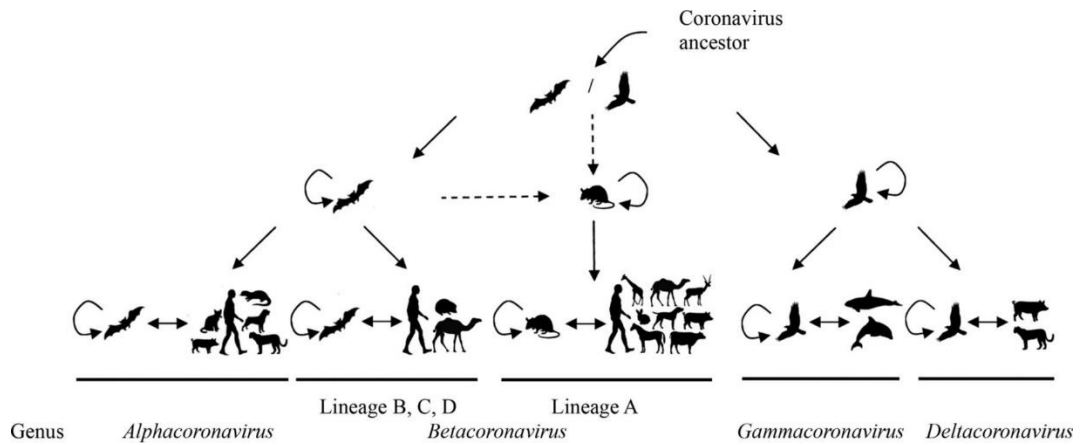 Coronavirus
ancestor
Lineage B, C, D
Lineage A
Genus
Alphacoronavirus
Betacoronavirus
Gammacoronavirus
Deltacoronavirus